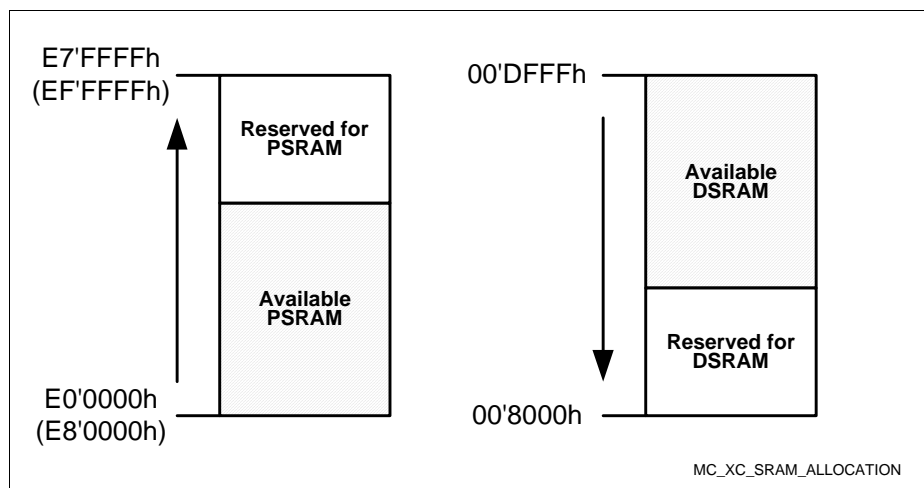 E7'FFFFh
(EF'FFFFh)
Reserved for
PSRAM
Available
PSRAM
E0'0000h
(E8'0000h)
00'DFFFh
Available
DSRAM
Reserved for
DSRAM
00'8000h
MC_XC_SRAM_ALLOCATION